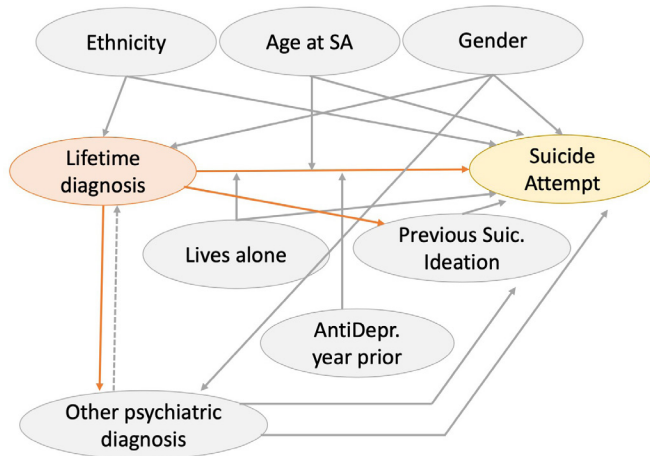 Ethnicity
Age at SA
Gender
Lifetime
diagnosis
Suicide
Attempt
Lives alone
Previous Suic.
Ideation
AntiDepr.
year prior
Other psychiatric
diagnosis